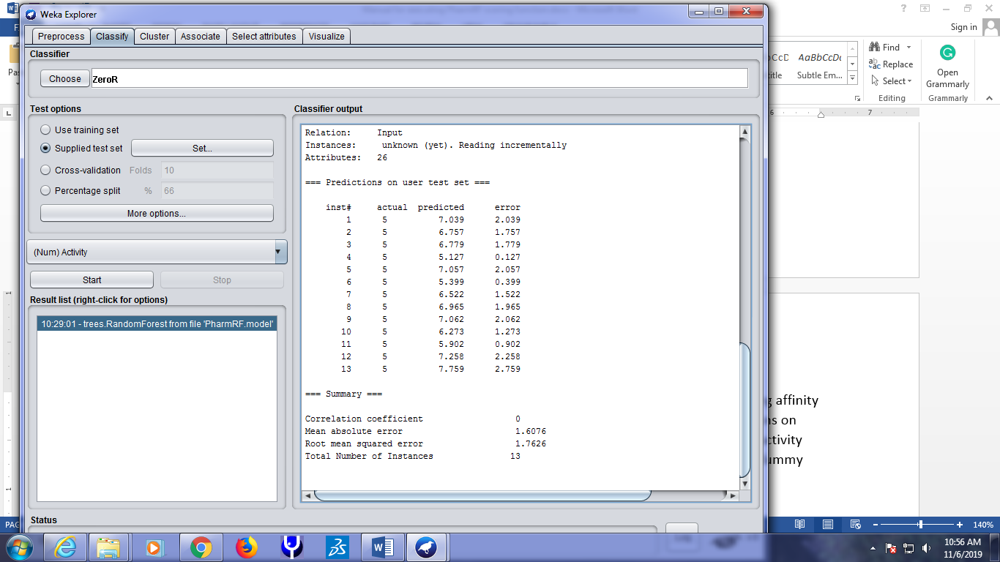 Weka Explorer
Sign in
Preprocess Classify Cluster Associate Select attributes Visualize
Classifier
Choose ZeroR
Test options
Use training set
Supplied test set Set...
Cross-validation Folds 10
Percentage split % 66
More options...
(Num) Activity
Start Stop
Result list (right-click for options)
10:29:01 - trees.RandomForest from file 'PharmRF.model'
Classifier output
Relation: Input
Instances: unknown (yet). Reading incrementally
Attributes: 26
=== Predictions on user test set ===
inst# actual predicted error
1 5 7.039 2.039
2 5 6.757 1.757
3 5 6.779 1.779
4 5 5.127 0.127
5 5 7.057 2.057
6 5 5.399 0.399
7 5 6.522 1.522
8 5 6.965 1.965
9 5 7.062 2.062
10 5 6.273 1.273
11 5 5.902 0.902
12 5 7.258 2.258
13 5 7.759 2.759
=== Summary ===
Correlation coefficient 0
Mean absolute error 1.6076
Root mean squared error 1.7626
Total Number of Instances 13
Status
AaBbCcDc
Subtle Em...
Find
Replace
Select
Editing
Open
Grammarly
Grammarly
6 7
affinity
on
140%
10:56 AM
11/6/2019